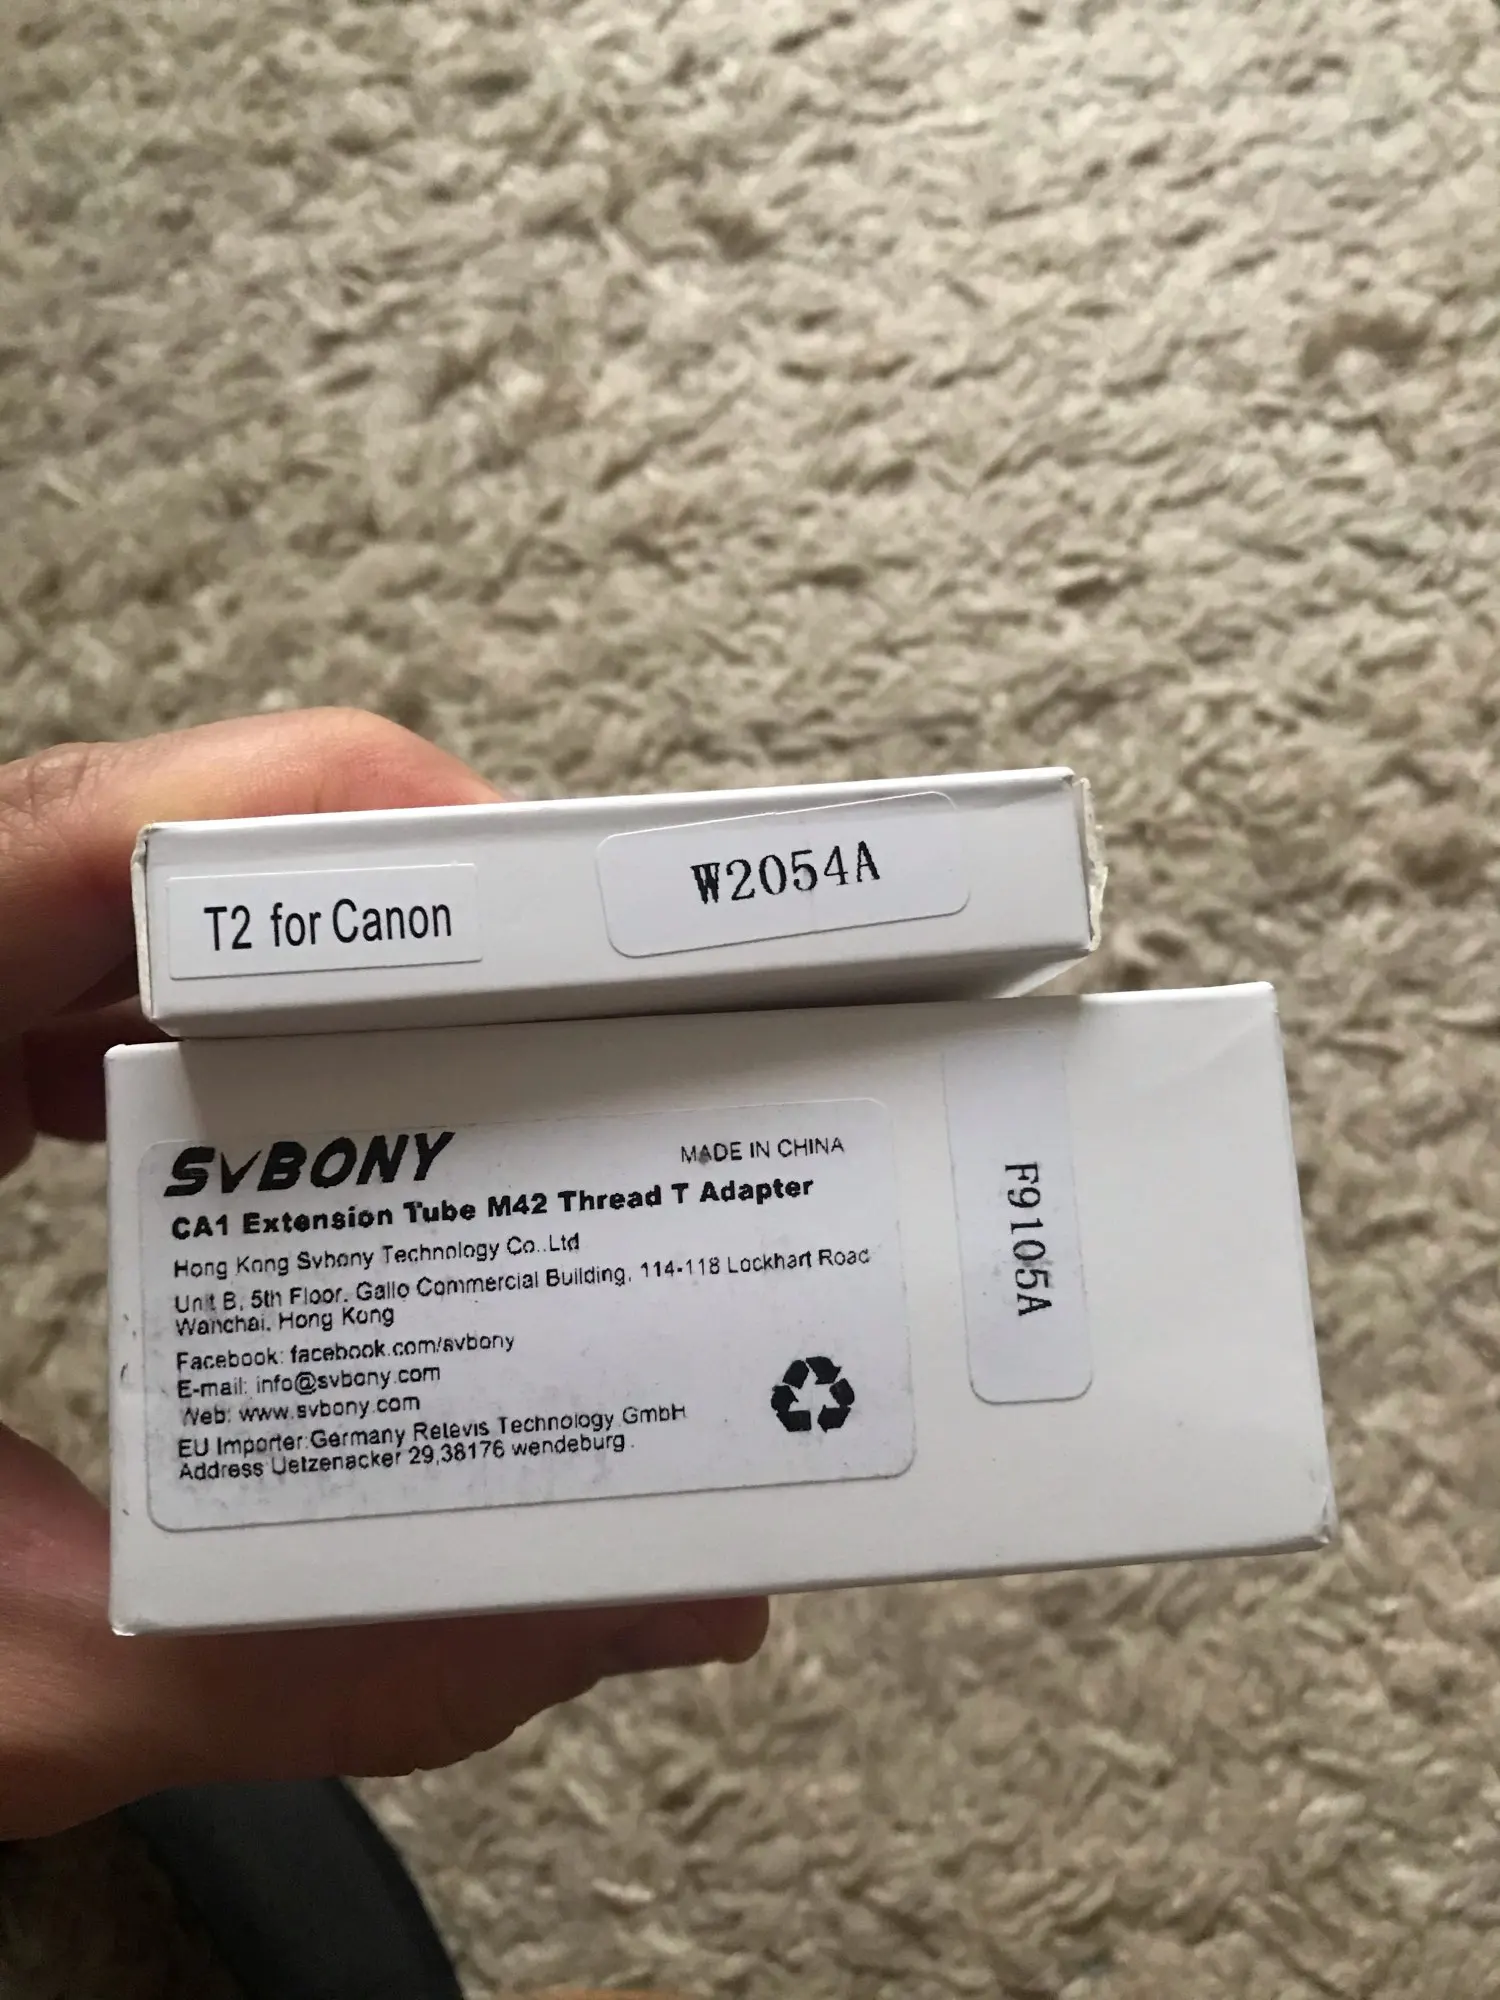 T2 for Canon
W2054A
SVBONY
MADE IN CHINA
CA1 Extension Tube M42 Thread T Adapter
Hong Kong Svbony Technology Co.,Ltd
Unit B, 5th Floor, Gallo Commercial Building, 114-118 Lockhart Road
Wanchai, Hong Kong
Facebook: facebook.com/svbony
E-mail: info@svbony.com
Web: www.svbony.com
EU Importer:Germany Retevis Technology GmbH
Address:Uetzenacker 29,38176 wendeburg .
F9105A